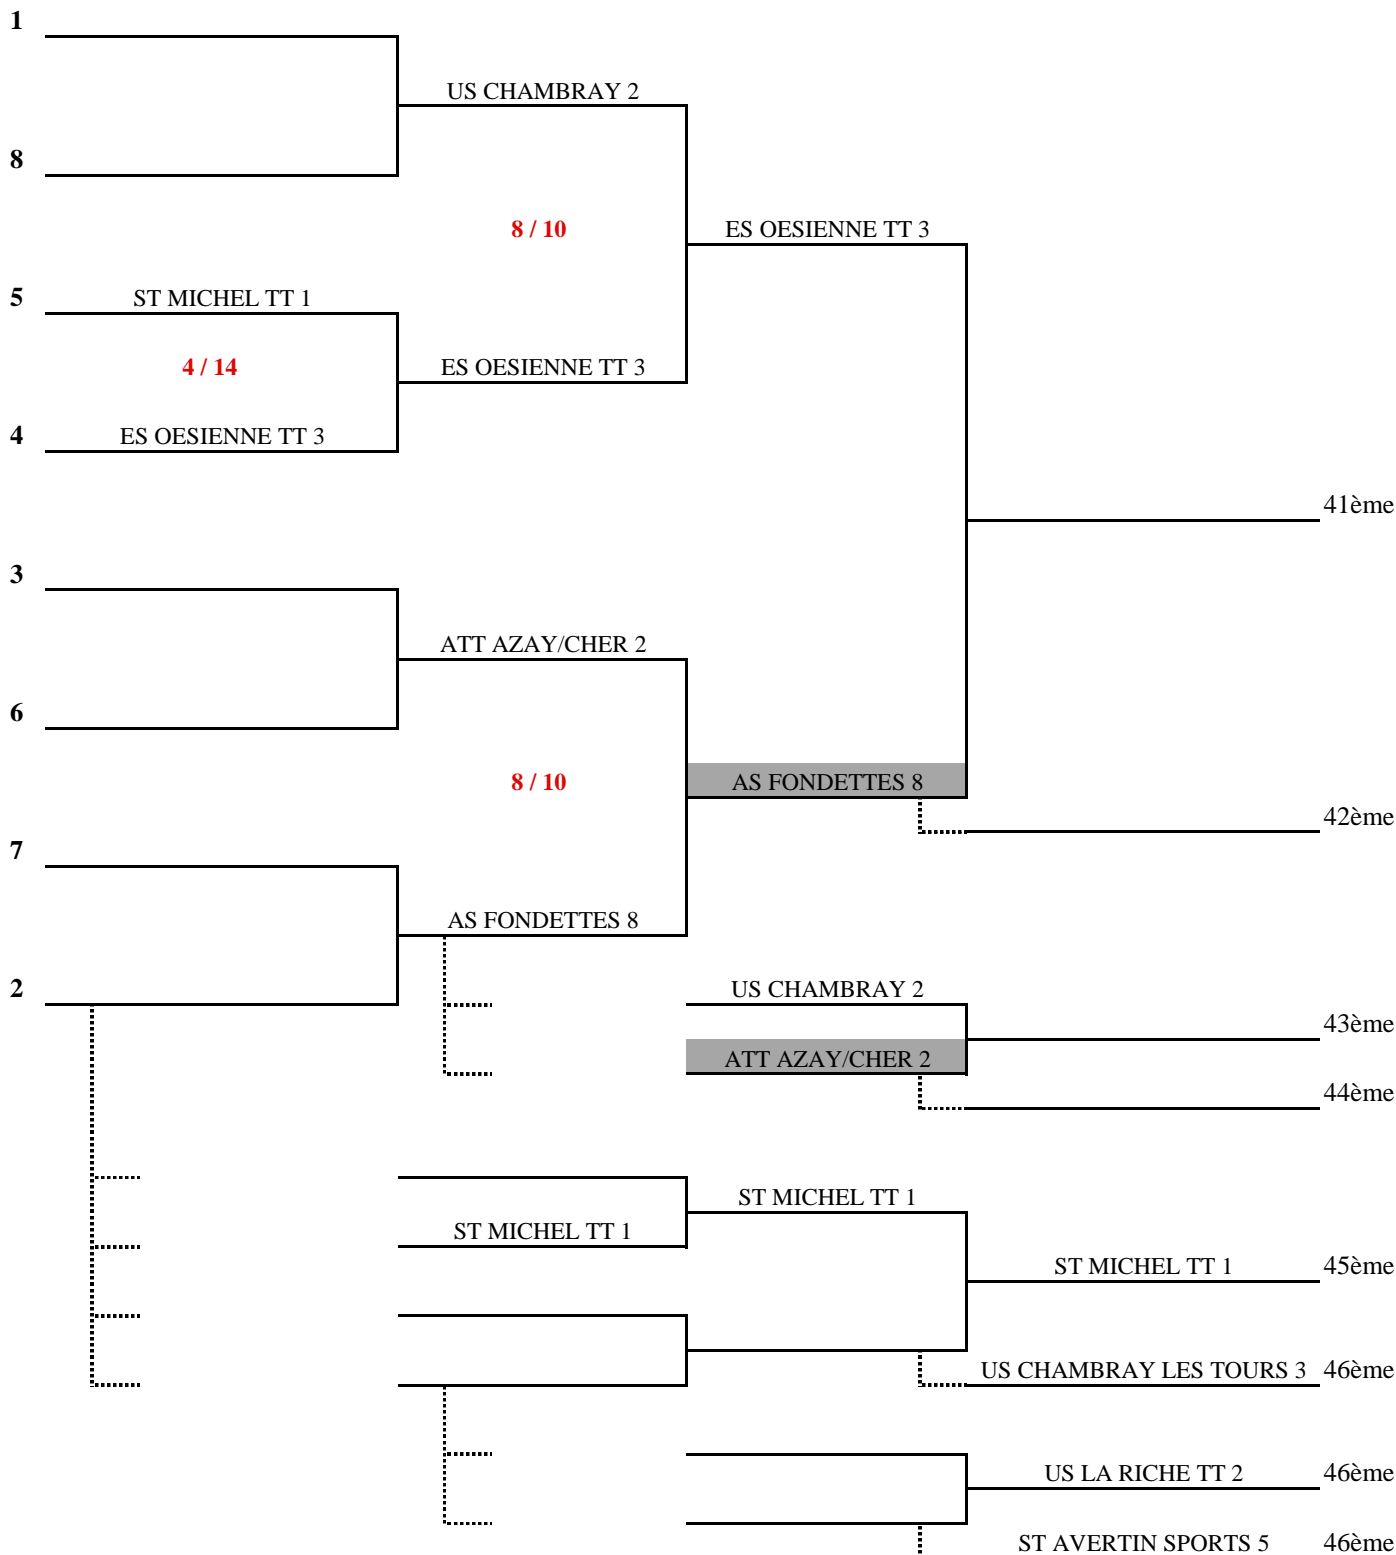 1
US CHAMBRAY 2
8
8 / 10
ES OESIENNE TT 3
5
ST MICHEL TT 1
4 / 14
ES OESIENNE TT 3
4
ES OESIENNE TT 3
41ème
3
ATT AZAY/CHER 2
6
8 / 10
AS FONDETTES 8
42ème
7
AS FONDETTES 8
2
US CHAMBRAY 2
43ème
ATT AZAY/CHER 2
44ème
ST MICHEL TT 1
ST MICHEL TT 1
ST MICHEL TT 1 45ème
US CHAMBRAY LES TOURS 3 46ème
US LA RICHE TT 2 46ème
ST AVERTIN SPORTS 5 46ème